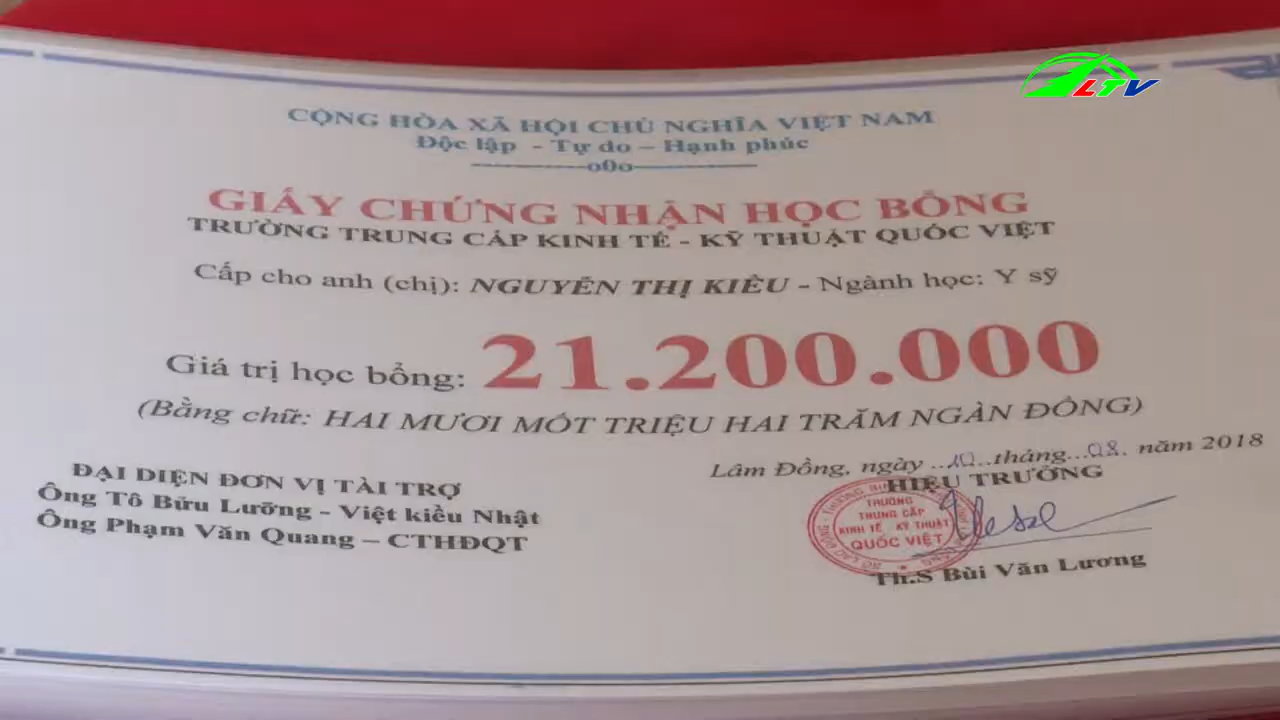 LTV
CỘNG HÒA XÃ HỘI CHỦ NGHĨA VIỆT NAM
Độc lập - Tự do – Hạnh phúc
o0o
GIẤY CHỨNG NHẬN HỌC BỔNG
TRƯỜNG TRUNG CẤP KINH TẾ - KỸ THUẬT QUỐC VIỆT
Cấp cho anh (chị): NGUYỄN THỊ KIỀU - Ngành học: Y sỹ
Giá trị học bổng: 21.200.000
(Bằng chữ: HAI MƯƠI MỐT TRIỆU HAI TRĂM NGÀN ĐỒNG)
Lâm Đồng, ngày ..10..tháng...08. năm 2018
ĐẠI DIỆN ĐƠN VỊ TÀI TRỢ
Ông Tô Bửu Lưỡng - Việt kiều Nhật
Ông Phạm Văn Quang – CTHĐQT
HIỆU TRƯỞNG
TRƯỜNG
TRUNG CẤP
KINH TẾ KỸ THUẬT
QUỐC VIỆT
Th.S Bùi Văn Lương